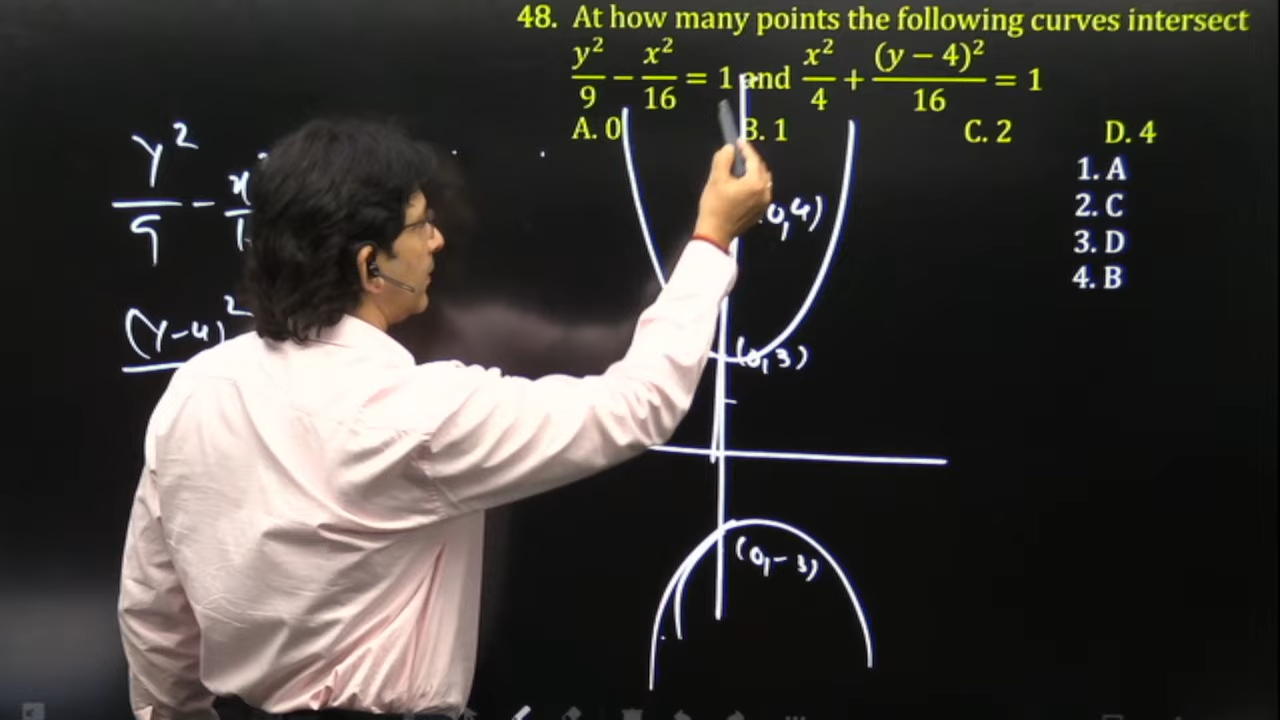 48. At how many points the following curves intersect
y²/9 − x²/16 = 1 and x²/4 + (y − 4)²/16 = 1
A. 0 B. 1 C. 2 D. 4
1. A
2. C
3. D
4. B
y²/9 −
(y-4)²
0,4)
(0,3)
(0,-3)